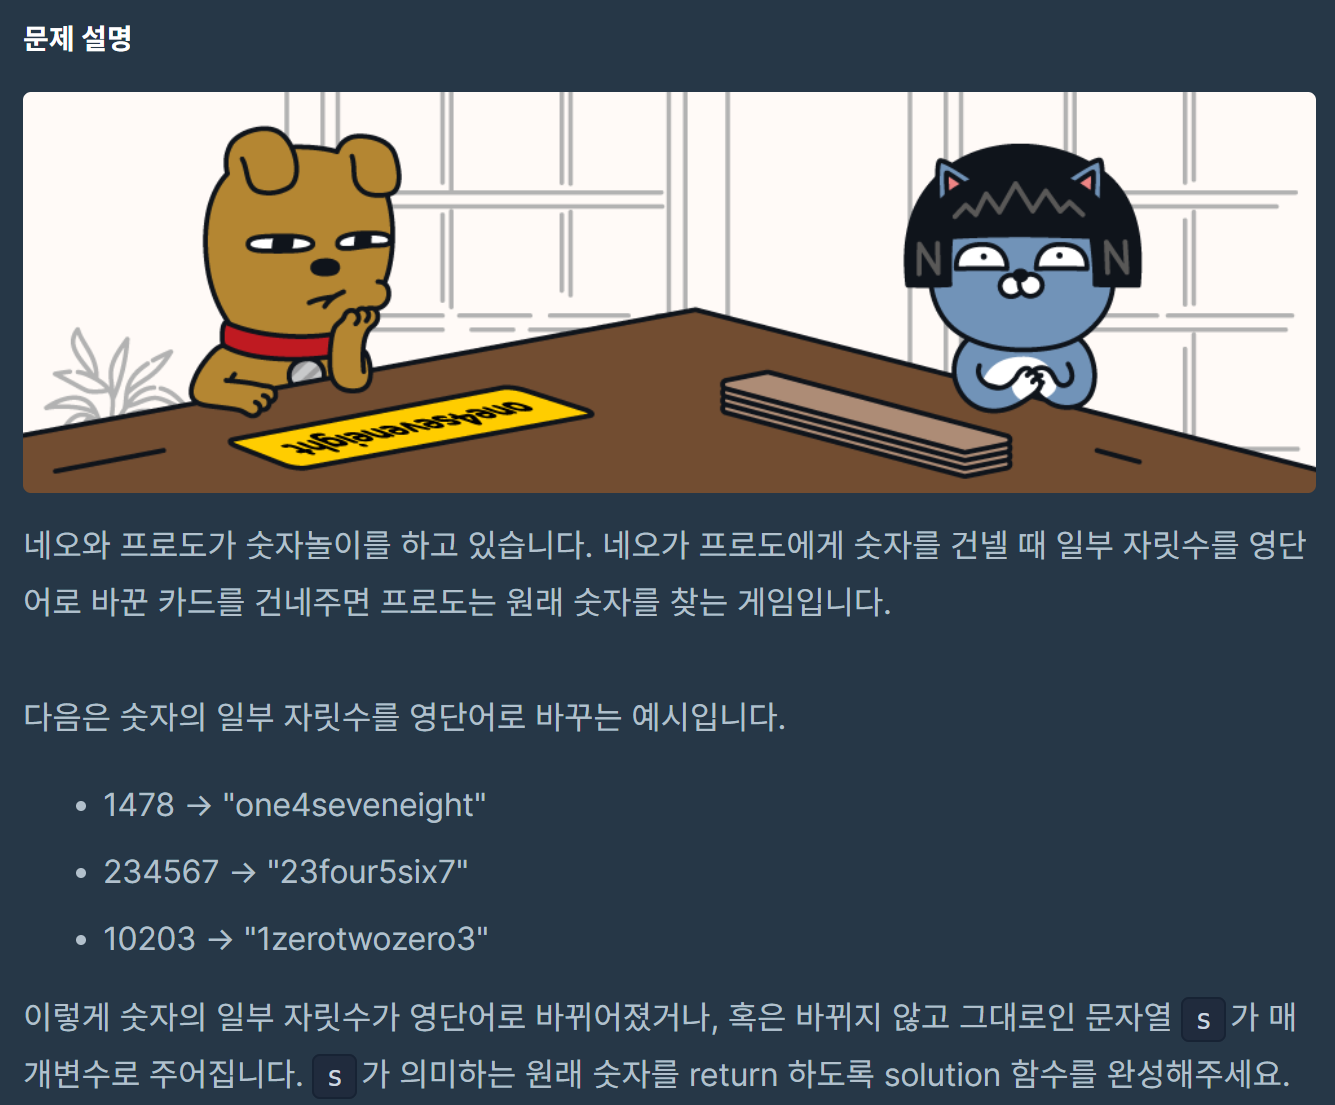 문제 설명
N N
one4seveneight
네오와 프로도가 숫자놀이를 하고 있습니다. 네오가 프로도에게 숫자를 건넬 때 일부 자릿수를 영단
어로 바꾼 카드를 건네주면 프로도는 원래 숫자를 찾는 게임입니다.
다음은 숫자의 일부 자릿수를 영단어로 바꾸는 예시입니다.
• 1478 → "one4seveneight"
• 234567 → "23four5six7"
• 10203 → "1zerotwozero3"
이렇게 숫자의 일부 자릿수가 영단어로 바뀌어졌거나, 혹은 바뀌지 않고 그대로인 문자열 s 가 매
개변수로 주어집니다. s 가 의미하는 원래 숫자를 return 하도록 solution 함수를 완성해주세요.